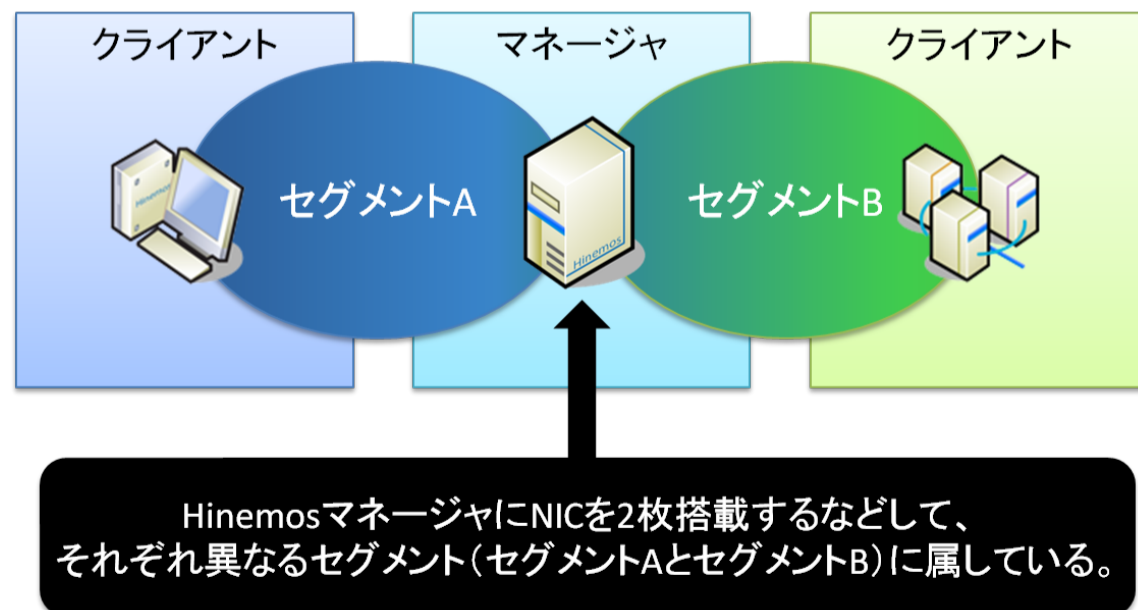 クライアント
マネージャ
クライアント
Hinemos
セグメントA
Hinemos
セグメントB
HinemosマネージャにNICを2枚搭載するなどして、
それぞれ異なるセグメント(セグメントAとセグメントB)に属している。